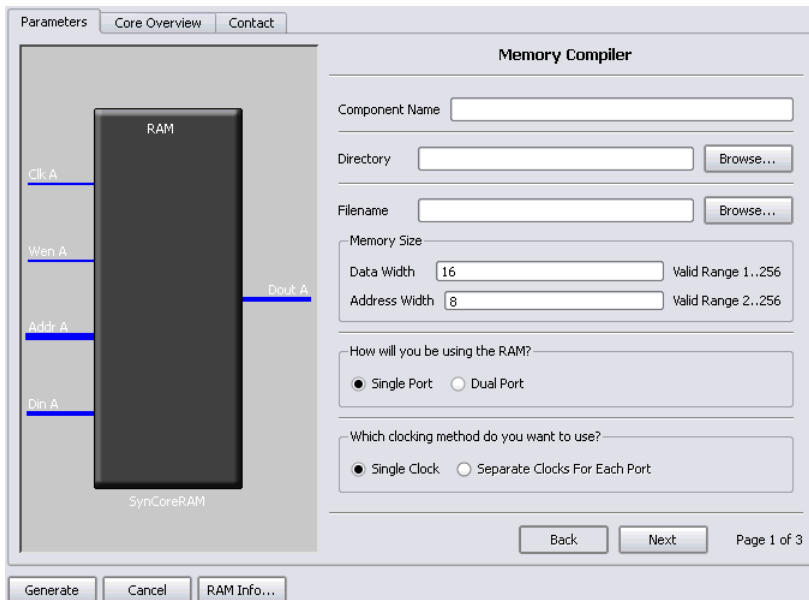 Parameters Core Overview Contact
RAM
Clk A
Wen A
Addr A
Din A
Dout A
SynCoreRAM
Memory Compiler
Component Name
Directory Browse...
Filename Browse...
Memory Size
Data Width 16 Valid Range 1..256
Address Width 8 Valid Range 2..256
How will you be using the RAM?
Single Port Dual Port
Which clocking method do you want to use?
Single Clock Separate Clocks For Each Port
Back Next Page 1 of 3
Generate Cancel RAM Info...